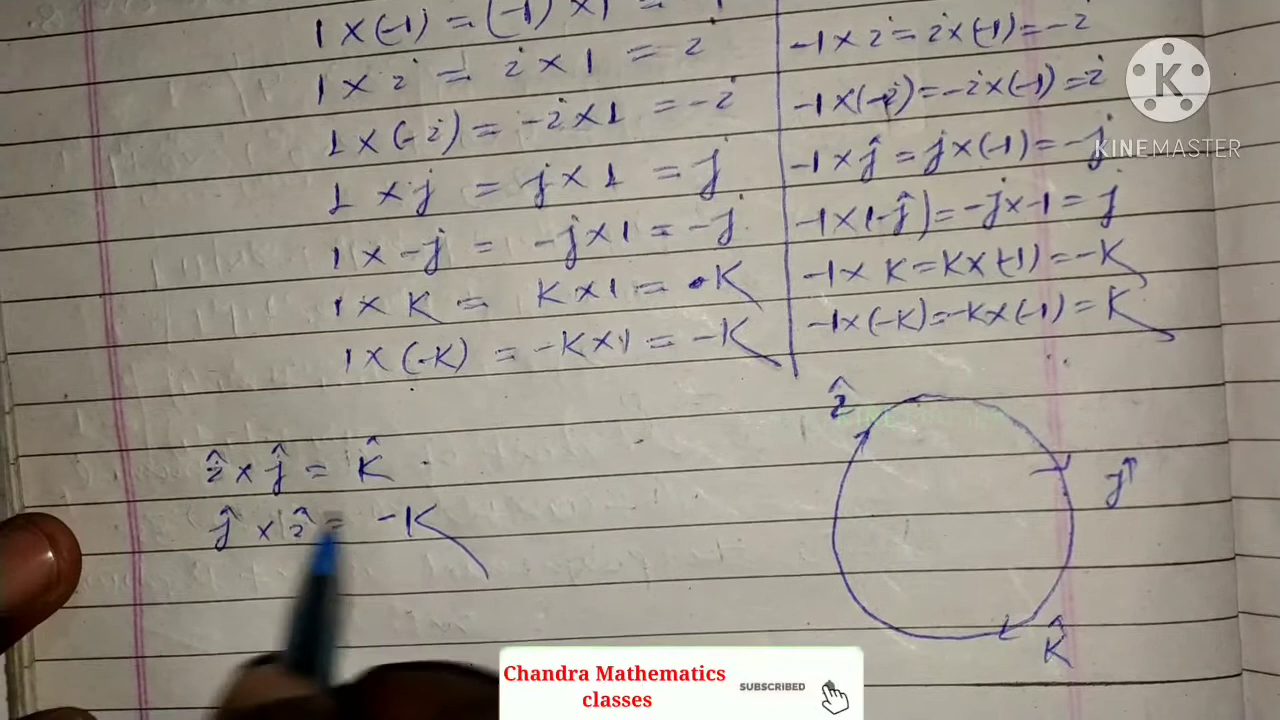 1 × (-1) = (-1) × 1 = -1
1 × i = i × 1 = i
1 × (-i) = -i × 1 = -i
1 × j = j × 1 = j
1 × -j = -j × 1 = -j
1 × K = K × 1 = K
1 × (-K) = -K × 1 = -K
-1 × i = i × (-1) = -i
-1 × (-i) = -i × (-1) = i
-1 × ĵ = j × (-1) = -j
-1 × (-ĵ) = -j × -1 = j
-1 × K = K × (-1) = -K
-1 × (-K) = -K × (-1) = K
K
KINEMASTER
î × ĵ = K̂
ĵ × î = -K
î
ĵ
K̂
Chandra Mathematics
classes
SUBSCRIBED